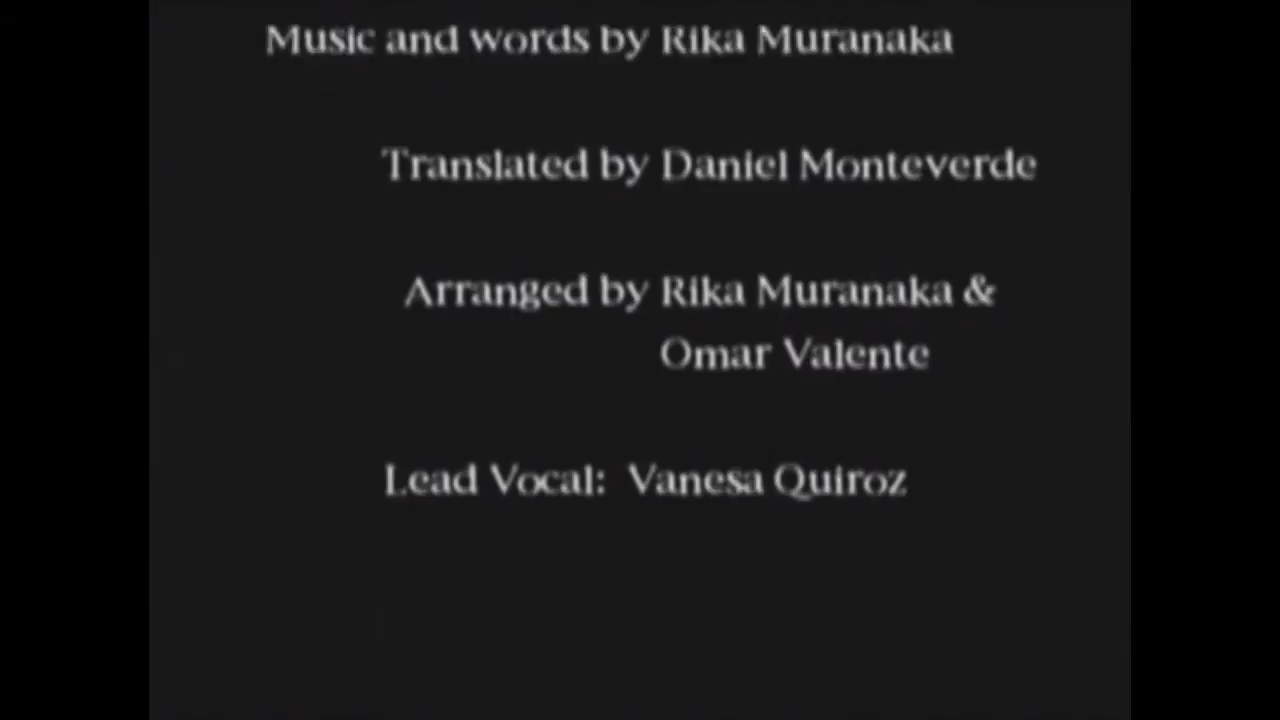 Music and words by Rika Muranaka
Translated by Daniel Monteverde
Arranged by Rika Muranaka &
Omar Valente
Lead Vocal: Vanesa Quiroz